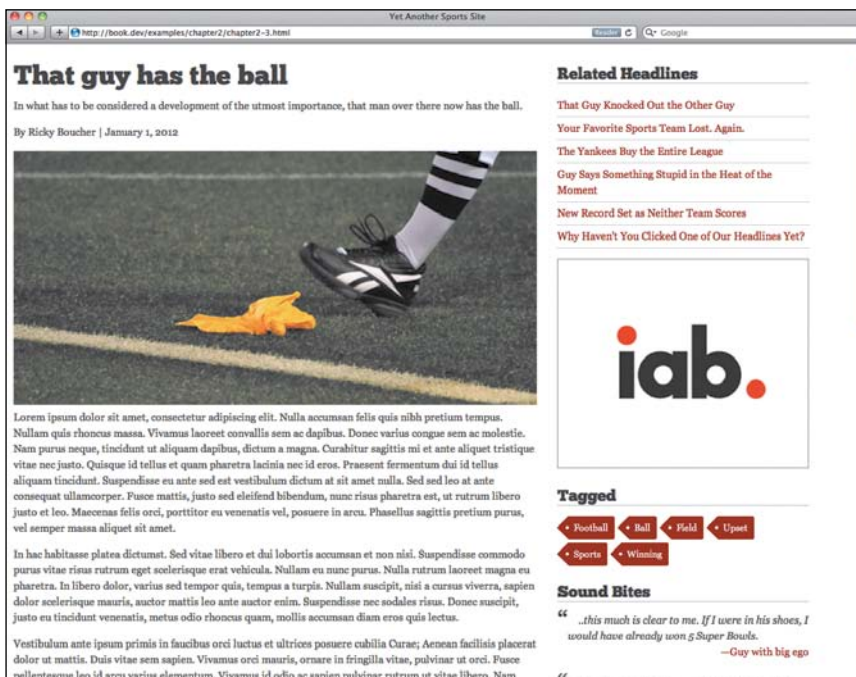 Yet Another Sports Site
http://book.dev/examples/chapter2/chapter2-3.html
Reader
Google
That guy has the ball
In what has to be considered a development of the utmost importance, that man over there now has the ball.
By Ricky Boucher | January 1, 2012
Lorem ipsum dolor sit amet, consectetur adipiscing elit. Nulla accumsan felis quis nibh pretium tempus.
Nullam quis rhoncus massa. Vivamus laoreet convallis sem ac dapibus. Donec varius congue sem ac molestie.
Nam purus neque, tincidunt ut aliquam dapibus, dictum a magna. Curabitur sagittis mi et ante aliquet tristique
vitae nec justo. Quisque id tellus et quam pharetra lacinia nec id eros. Praesent fermentum dui id tellus
aliquam tincidunt. Suspendisse eu ante sed est vestibulum dictum at sit amet nulla. Sed sed leo at ante
consequat ullamcorper. Fusce mattis, justo sed eleifend bibendum, nunc risus pharetra est, ut rutrum libero
justo et leo. Maecenas felis orci, porttitor eu venenatis vel, posuere in arcu. Phasellus sagittis pretium purus,
vel semper massa aliquet sit amet.
In hac habitasse platea dictumst. Sed vitae libero et dui lobortis accumsan et non nisi. Suspendisse commodo
purus vitae risus rutrum eget scelerisque erat vehicula. Nullam eu nunc purus. Nulla rutrum laoreet magna eu
pharetra. In libero dolor, varius sed tempor quis, tempus a turpis. Nullam suscipit, nisi a cursus viverra, sapien
dolor scelerisque mauris, auctor mattis leo ante auctor enim. Suspendisse nec sodales risus. Donec suscipit,
justo eu tincidunt venenatis, metus odio rhoncus quam, mollis accumsan diam eros quis lectus.
Vestibulum ante ipsum primis in faucibus orci luctus et ultrices posuere cubilia Curae; Aenean facilisis placerat
dolor ut mattis. Duis vitae sem sapien. Vivamus orci mauris, ornare in fringilla vitae, pulvinar ut orci. Fusce
pellentesque leo id arcu varius elementum. Vivamus id odio ac sapien pulvinar rutrum ut vitae libero. Nam
Related Headlines
That Guy Knocked Out the Other Guy
Your Favorite Sports Team Lost. Again.
The Yankees Buy the Entire League
Guy Says Something Stupid in the Heat of the
Moment
New Record Set as Neither Team Scores
Why Haven't You Clicked One of Our Headlines Yet?
iab.
Tagged
Football
Ball
Field
Upset
Sports
Winning
Sound Bites
“ ..this much is clear to me. If I were in his shoes, I
would have already won 5 Super Bowls.
—Guy with big ego
“